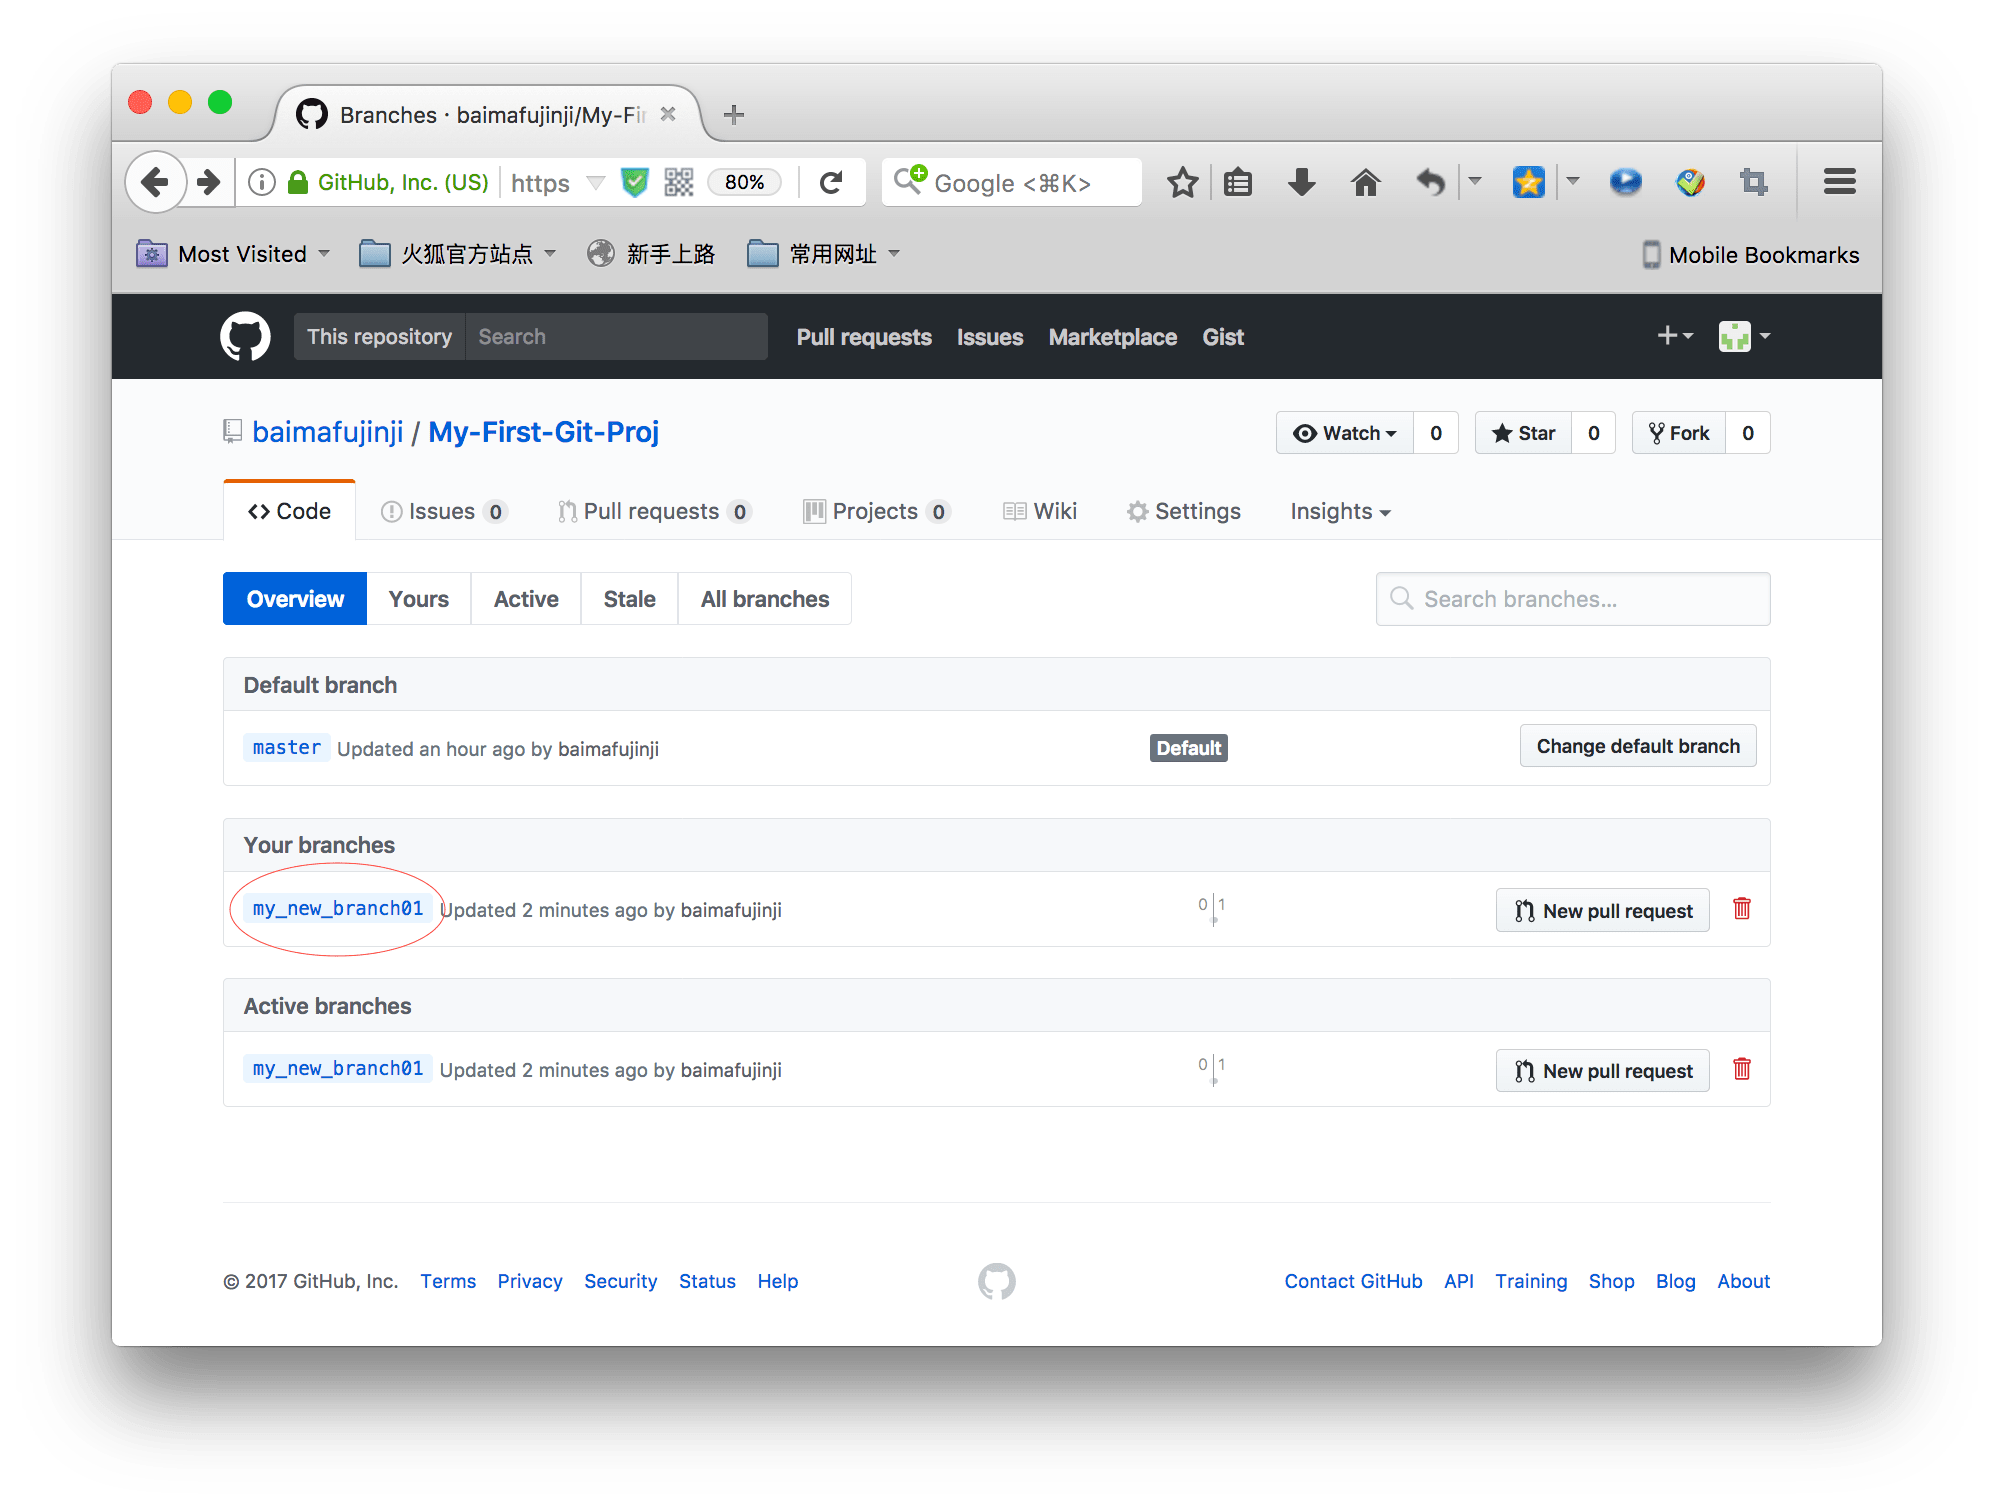 Branches · baimafujinji/My-Fir
GitHub, Inc. (US) https 80% Google <⌘K>
Most Visited 火狐官方站点 新手上路 常用网址 Mobile Bookmarks
This repository Search Pull requests Issues Marketplace Gist
baimafujinji / My-First-Git-Proj Watch 0 Star 0 Fork 0
Code Issues 0 Pull requests 0 Projects 0 Wiki Settings Insights
Overview Yours Active Stale All branches Search branches...
Default branch
master Updated an hour ago by baimafujinji Default Change default branch
Your branches
my_new_branch01 Updated 2 minutes ago by baimafujinji 0 1 New pull request
Active branches
my_new_branch01 Updated 2 minutes ago by baimafujinji 0 1 New pull request
© 2017 GitHub, Inc. Terms Privacy Security Status Help Contact GitHub API Training Shop Blog About